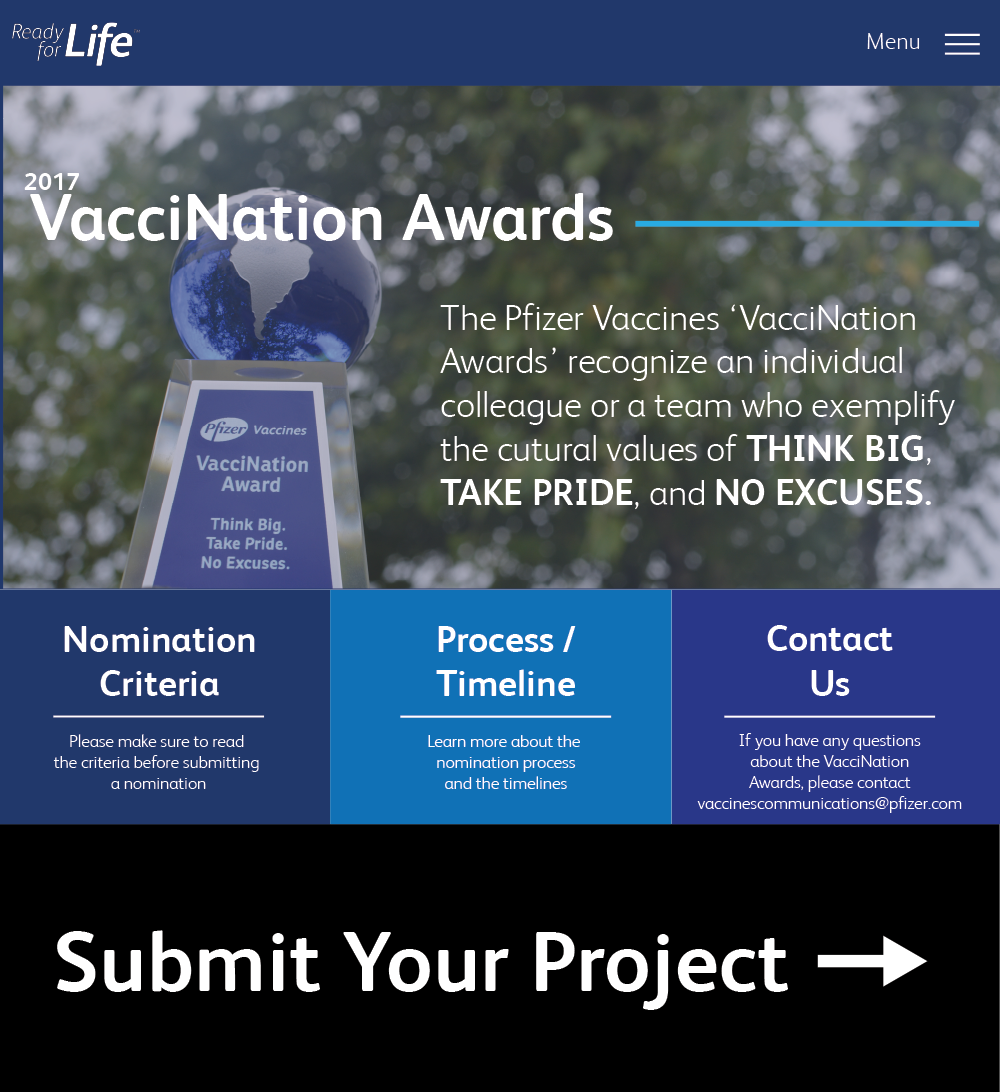 Ready
for Life™
Menu
2017
VacciNation Awards
The Pfizer Vaccines ‘VacciNation
Awards’ recognize an individual
colleague or a team who exemplify
the cutural values of THINK BIG,
TAKE PRIDE, and NO EXCUSES.
Pfizer Vaccines
VacciNation
Award
Think Big.
Take Pride.
No Excuses.
Nomination
Criteria
Please make sure to read
the criteria before submitting
a nomination
Process /
Timeline
Learn more about the
nomination process
and the timelines
Contact
Us
If you have any questions
about the VacciNation
Awards, please contact
vaccinescommunications@pfizer.com
Submit Your Project